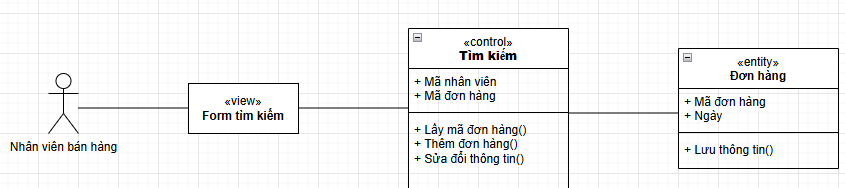 Nhân viên bán hàng
«view»
Form tìm kiếm
«control»
Tìm kiếm
+ Mã nhân viên
+ Mã đơn hàng
+ Lây mã đơn hàng()
+ Thêm đơn hàng()
+ Sửa đổi thông tin()
«entity»
Đơn hàng
+ Mã đơn hàng
+ Ngày
+ Lưu thông tin()